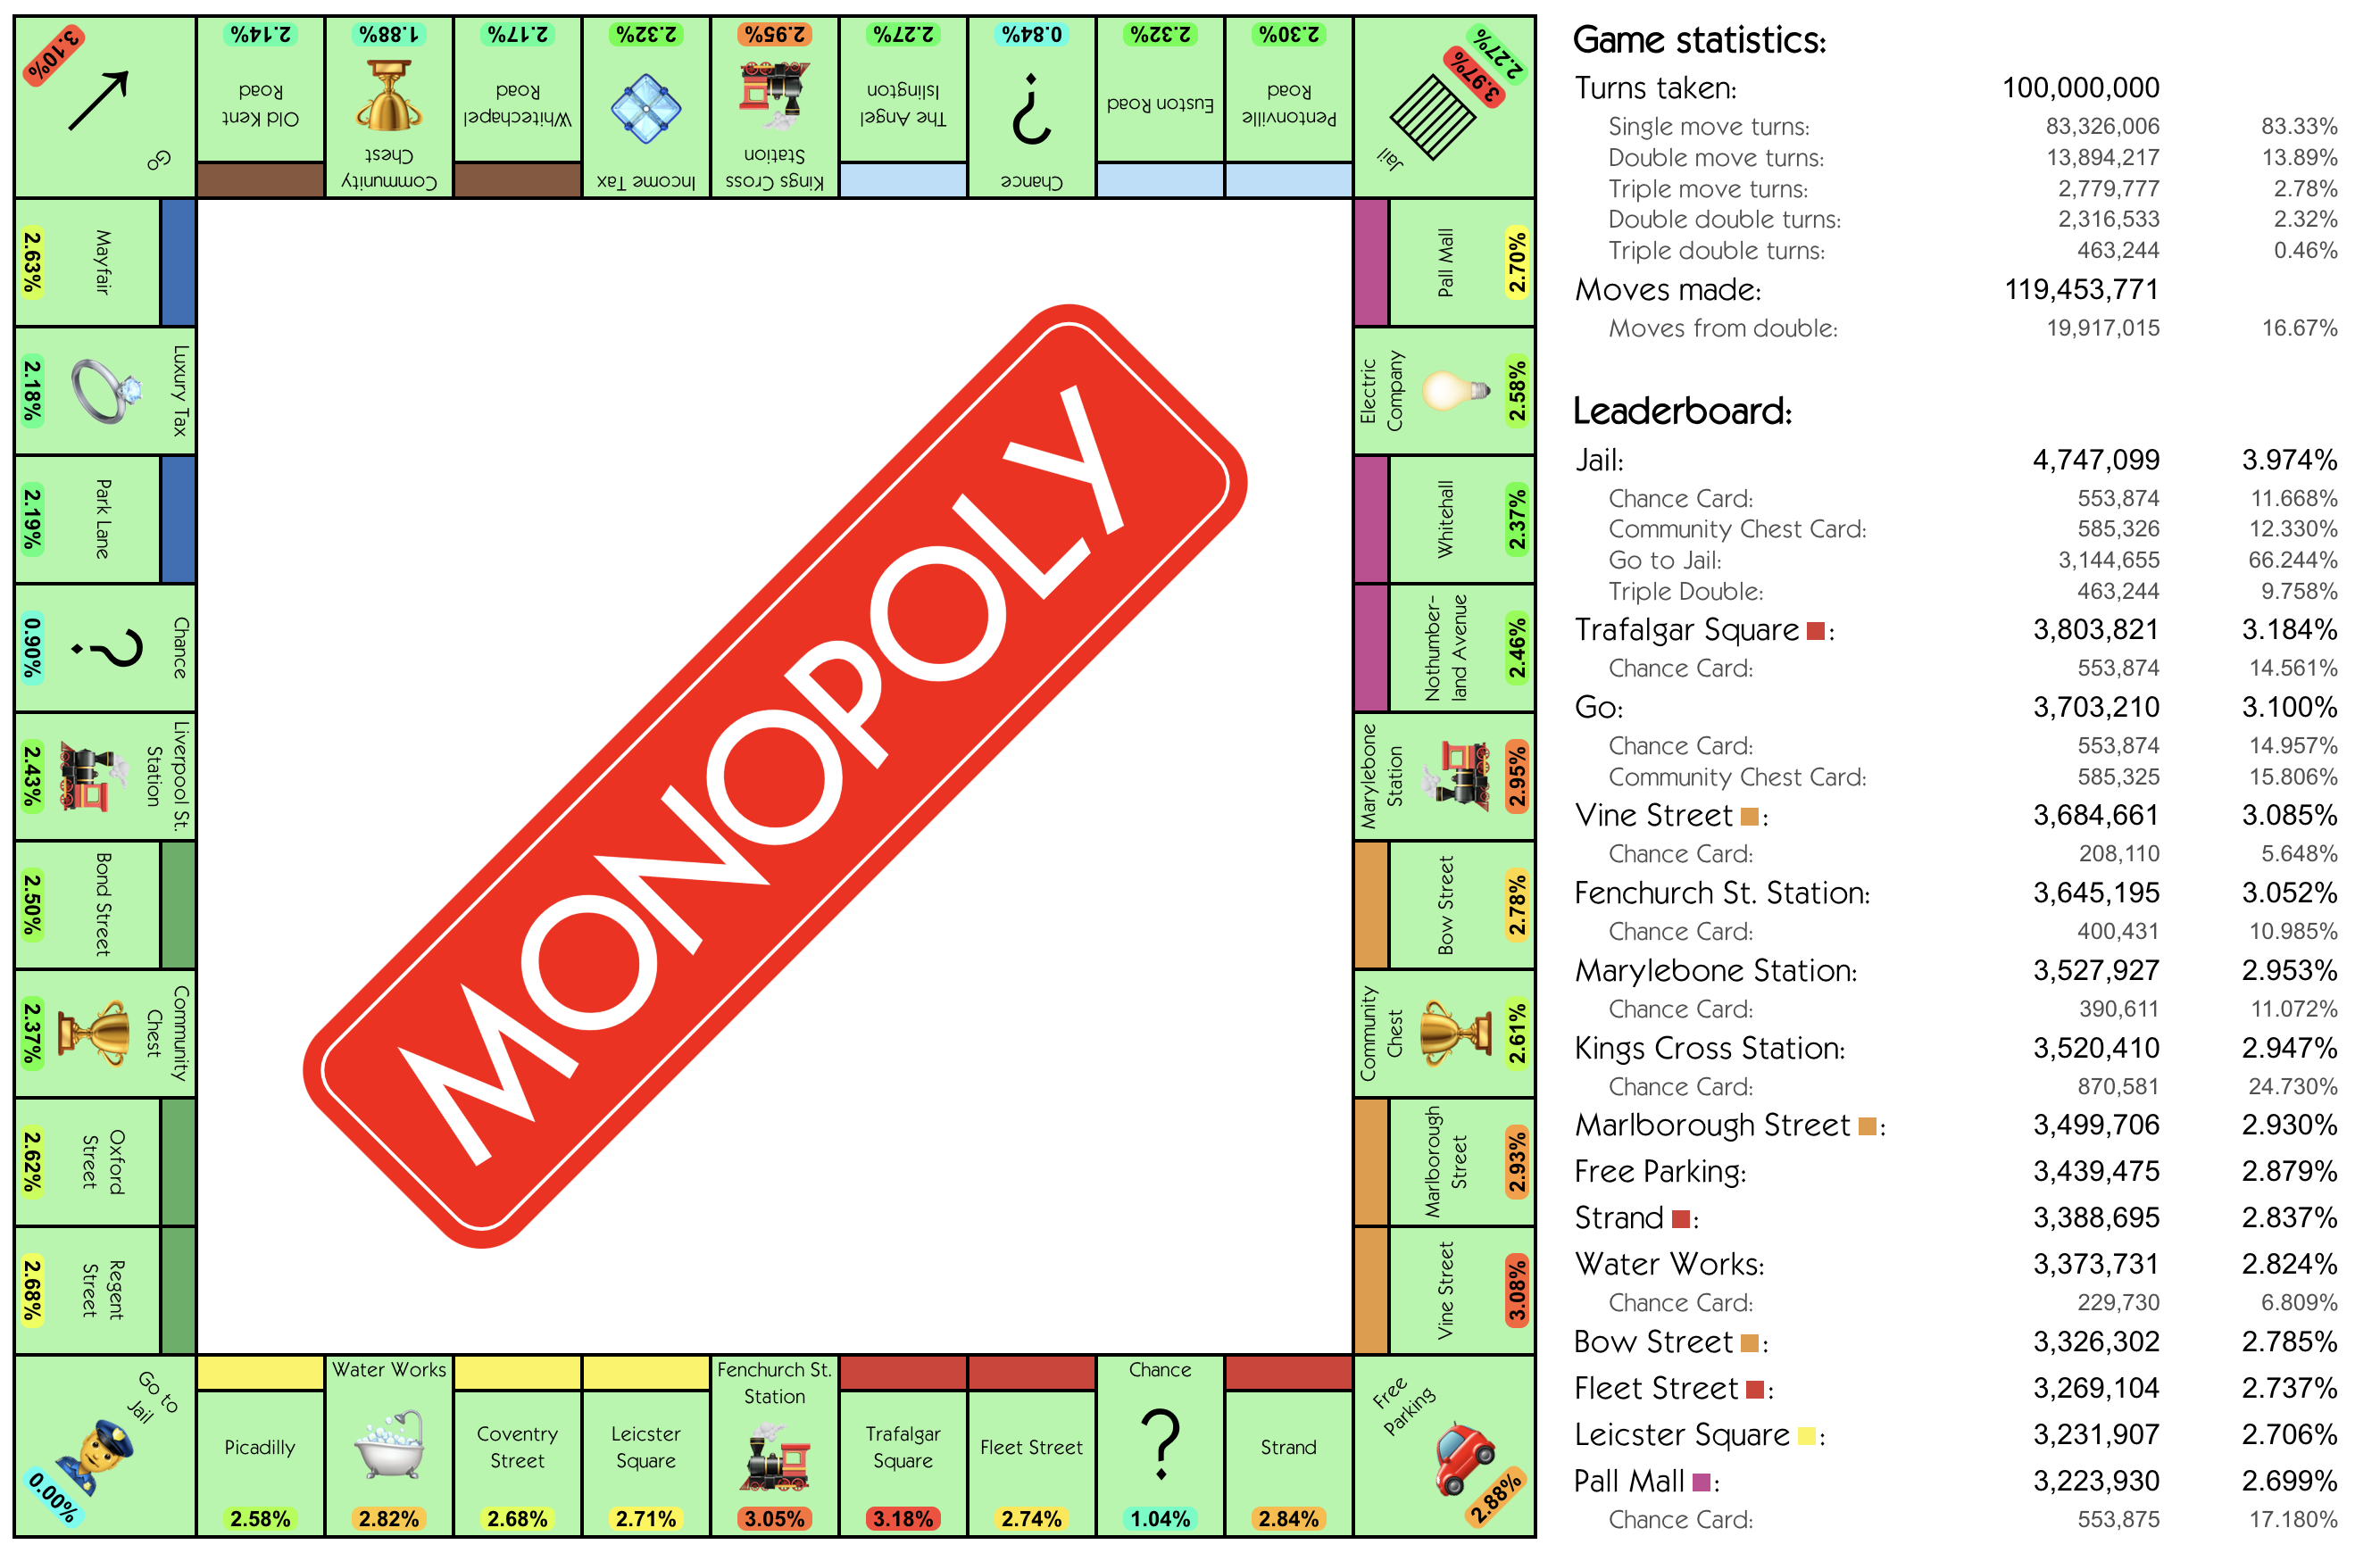 3.10%
Go
2.14%
Old Kent
Road
1.88%
Community
Chest
2.17%
Whitechapel
Road
2.32%
Income Tax
2.95%
Kings Cross
Station
2.27%
The Angel
Islington
0.84%
Chance
2.32%
Euston Road
2.30%
Pentonville
Road
2.27%
3.97%
Jail
Pall Mall
2.70%
Electric
Company
2.58%
Whitehall
2.37%
Nothumber-
land Avenue
2.46%
Marylebone
Station
2.95%
Bow Street
2.78%
Community
Chest
2.61%
Marlborough
Street
2.93%
Vine Street
3.08%
Free
Parking
2.88%
Strand
2.84%
Chance
1.04%
Fleet Street
2.74%
Trafalgar
Square
3.18%
Fenchurch St.
Station
3.05%
Leicster
Square
2.71%
Coventry
Street
2.68%
Water Works
2.82%
Picadilly
2.58%
Go to
Jail
0.00%
Regent
Street
2.68%
Oxford
Street
2.62%
Community
Chest
2.37%
Bond Street
2.50%
Liverpool St.
Station
2.43%
Chance
0.90%
Park Lane
2.19%
Luxury Tax
2.18%
Mayfair
2.63%
MONOPOLY
Game statistics:
Turns taken: 100,000,000
Single move turns: 83,326,006 83.33%
Double move turns: 13,894,217 13.89%
Triple move turns: 2,779,777 2.78%
Double double turns: 2,316,533 2.32%
Triple double turns: 463,244 0.46%
Moves made: 119,453,771
Moves from double: 19,917,015 16.67%
Leaderboard:
Jail: 4,747,099 3.974%
Chance Card: 553,874 11.668%
Community Chest Card: 585,326 12.330%
Go to Jail: 3,144,655 66.244%
Triple Double: 463,244 9.758%
Trafalgar Square : 3,803,821 3.184%
Chance Card: 553,874 14.561%
Go: 3,703,210 3.100%
Chance Card: 553,874 14.957%
Community Chest Card: 585,325 15.806%
Vine Street : 3,684,661 3.085%
Chance Card: 208,110 5.648%
Fenchurch St. Station: 3,645,195 3.052%
Chance Card: 400,431 10.985%
Marylebone Station: 3,527,927 2.953%
Chance Card: 390,611 11.072%
Kings Cross Station: 3,520,410 2.947%
Chance Card: 870,581 24.730%
Marlborough Street : 3,499,706 2.930%
Free Parking: 3,439,475 2.879%
Strand : 3,388,695 2.837%
Water Works: 3,373,731 2.824%
Chance Card: 229,730 6.809%
Bow Street : 3,326,302 2.785%
Fleet Street : 3,269,104 2.737%
Leicster Square : 3,231,907 2.706%
Pall Mall : 3,223,930 2.699%
Chance Card: 553,875 17.180%